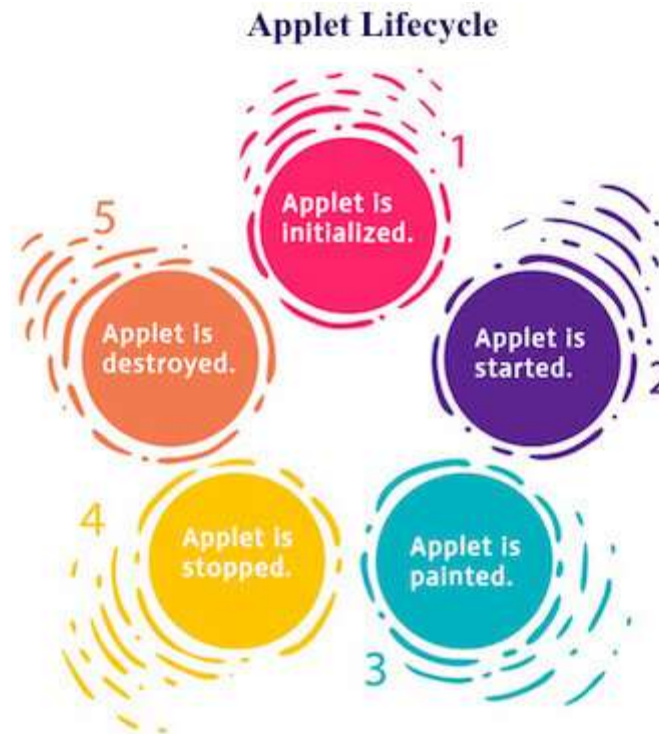 Applet Lifecycle
1
Applet is
initialized.
2
Applet is
started.
3
Applet is
painted.
4
Applet is
stopped.
5
Applet is
destroyed.